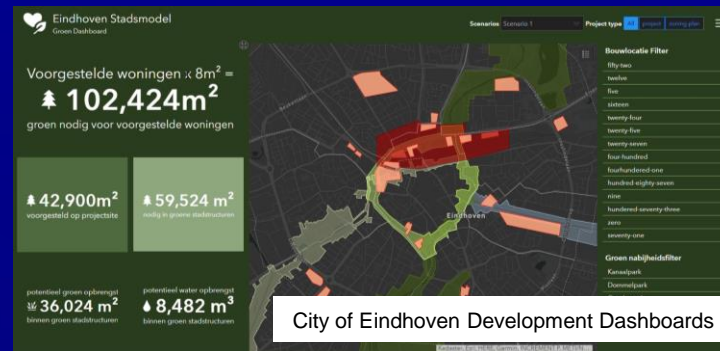 Eindhoven Stadsmodel
Groen Dashboard
Scenarios Scenario 1 Project type All project zoning plan
Voorgestelde woningen x 8m² =
102,424m²
groen nodig voor voorgestelde woningen
42,900m²
voorgesteld op projectsite
59,524 m²
nodig in groene stadstructuren
potentieel groen opbrengst
36,024 m²
binnen groen stadstructuren
potentieel water opbrengst
8,482 m³
binnen groen stadstructuren
Eindhoven
Bouwlocatie Filter
fifty-two
twelve
five
sixteen
twenty-four
twenty-five
twenty-seven
four-hundred
fourhundered-one
hundred-eighty-seven
nine
hundered-seventy-three
zero
seventy-one
Groen nabijheidsfilter
Kanaalpark
Dommelpark
City of Eindhoven Development Dashboards